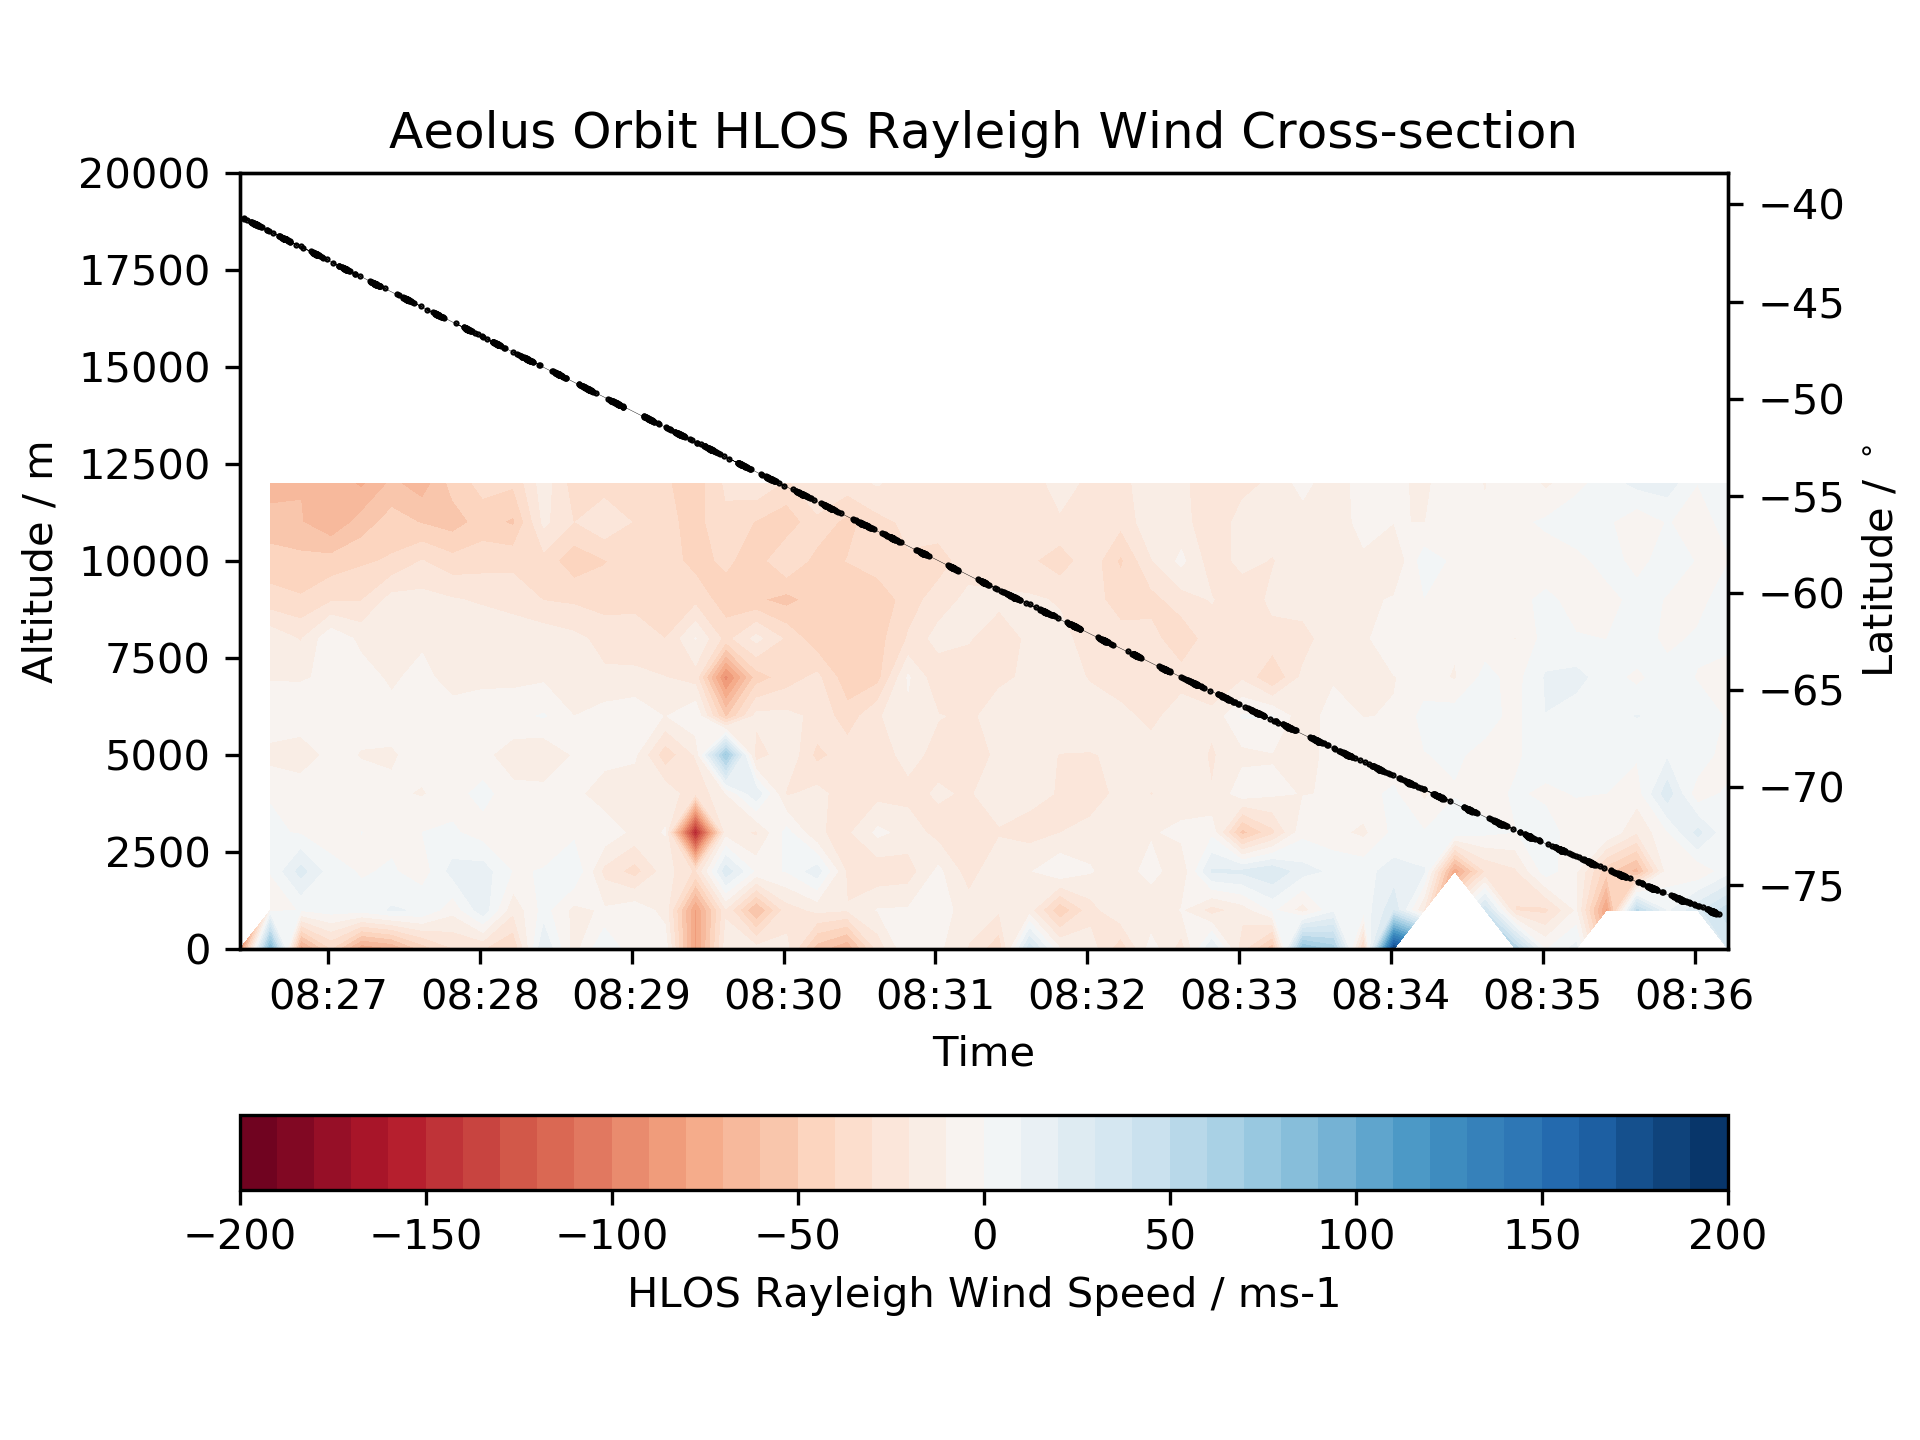 Aeolus Orbit HLOS Rayleigh Wind Cross-section
20000
17500
15000
12500
10000
7500
5000
2500
0
Altitude / m
−40
−45
−50
−55
−60
−65
−70
−75
Latitude / °
08:27 08:28 08:29 08:30 08:31 08:32 08:33 08:34 08:35 08:36
Time
−200 −150 −100 −50 0 50 100 150 200
HLOS Rayleigh Wind Speed / ms-1